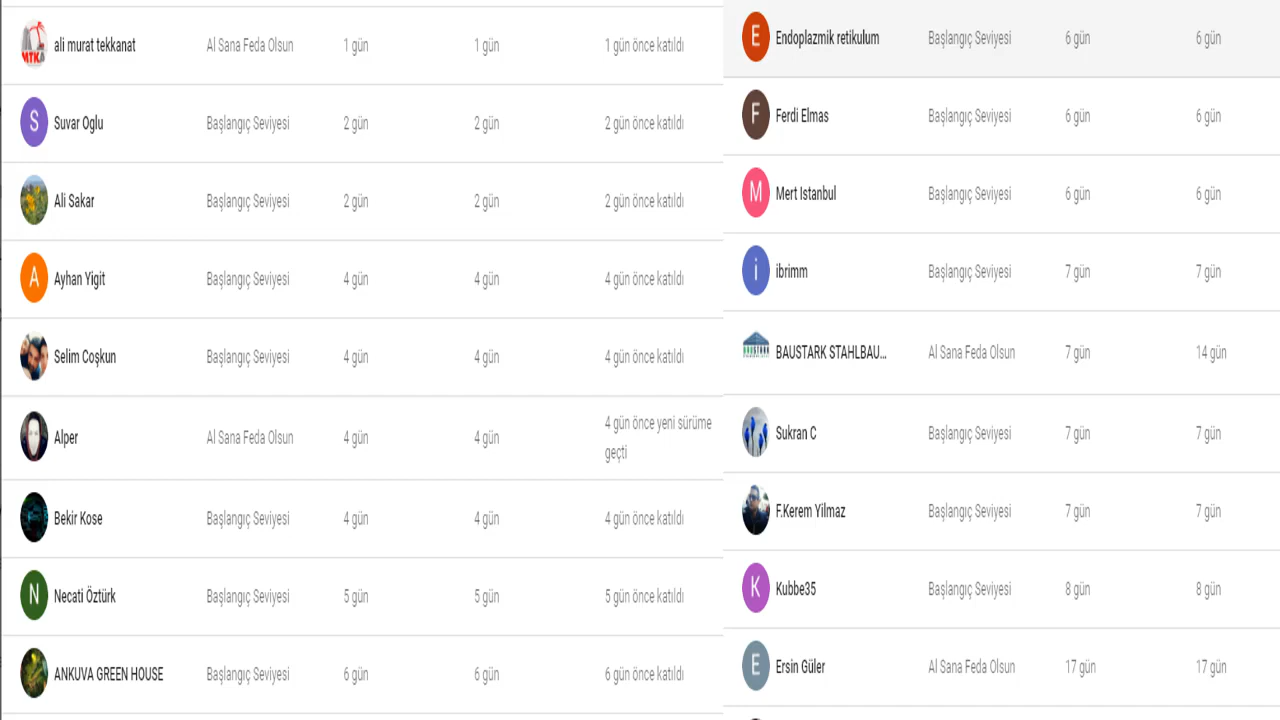 ali murat tekkanat Al Sana Feda Olsun 1 gün 1 gün 1 gün önce katıldı
S Suvar Oglu Başlangıç Seviyesi 2 gün 2 gün 2 gün önce katıldı
Ali Sakar Başlangıç Seviyesi 2 gün 2 gün 2 gün önce katıldı
A Ayhan Yigit Başlangıç Seviyesi 4 gün 4 gün 4 gün önce katıldı
Selim Coşkun Başlangıç Seviyesi 4 gün 4 gün 4 gün önce katıldı
Alper Al Sana Feda Olsun 4 gün 4 gün 4 gün önce yeni sürüme
geçti
Bekir Kose Başlangıç Seviyesi 4 gün 4 gün 4 gün önce katıldı
N Necati Öztürk Başlangıç Seviyesi 5 gün 5 gün 5 gün önce katıldı
ANKUVA GREEN HOUSE Başlangıç Seviyesi 6 gün 6 gün 6 gün önce katıldı
E Endoplazmik retikulum Başlangıç Seviyesi 6 gün 6 gün
F Ferdi Elmas Başlangıç Seviyesi 6 gün 6 gün
M Mert Istanbul Başlangıç Seviyesi 6 gün 6 gün
i ibrimm Başlangıç Seviyesi 7 gün 7 gün
BAUSTARK STAHLBAU... Al Sana Feda Olsun 7 gün 14 gün
Sukran C Başlangıç Seviyesi 7 gün 7 gün
F.Kerem Yilmaz Başlangıç Seviyesi 7 gün 7 gün
K Kubbe35 Başlangıç Seviyesi 8 gün 8 gün
E Ersin Güler Al Sana Feda Olsun 17 gün 17 gün